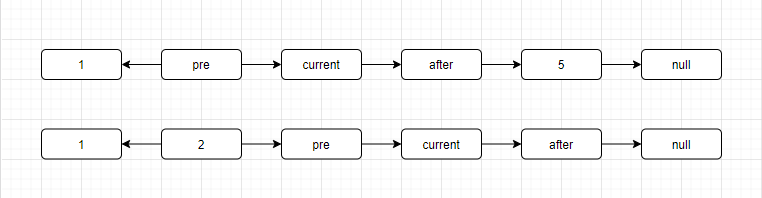 1 pre current after 5 null
1 2 pre current after null